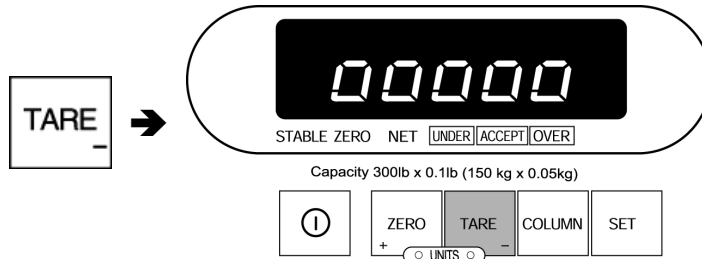 TARE
–
00000
STABLE ZERO NET UNDER ACCEPT OVER
Capacity 300lb x 0.1lb (150 kg x 0.05kg)
ZERO TARE COLUMN SET
+ –
UNITS